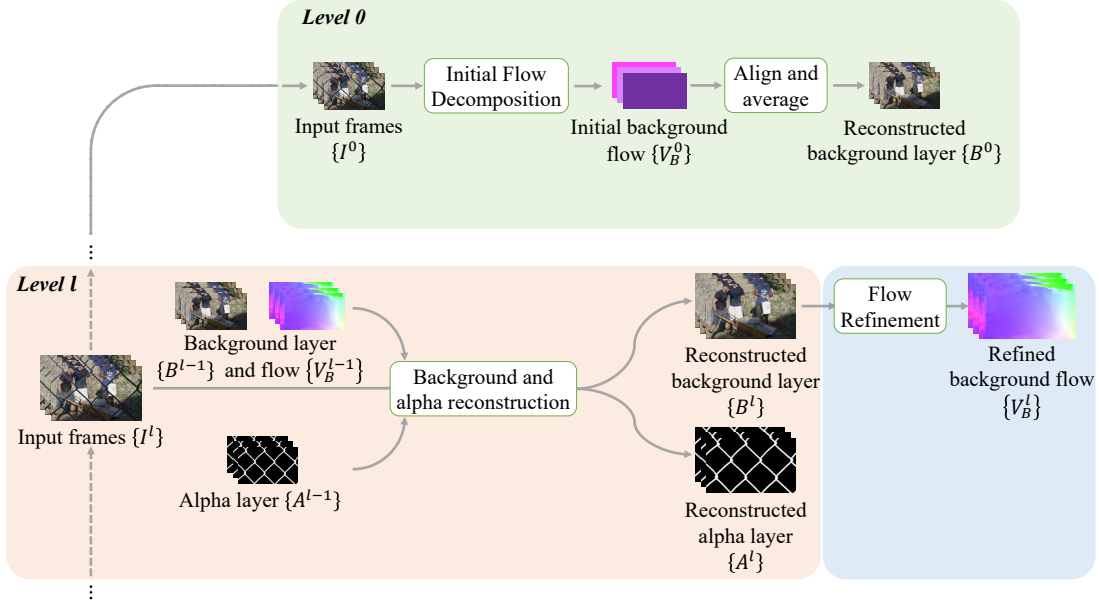 Level 0
Input frames
{I^0}
Initial Flow
Decomposition
Initial background
flow {V_B^0}
Align and
average
Reconstructed
background layer {B^0}
⋮
Level l
Input frames {I^l}
Background layer
{B^{l-1}} and flow {V_B^{l-1}}
Alpha layer {A^{l-1}}
Background and
alpha reconstruction
Reconstructed
background layer
{B^l}
Reconstructed
alpha layer
{A^l}
Flow
Refinement
Refined
background flow
{V_B^l}
⋮